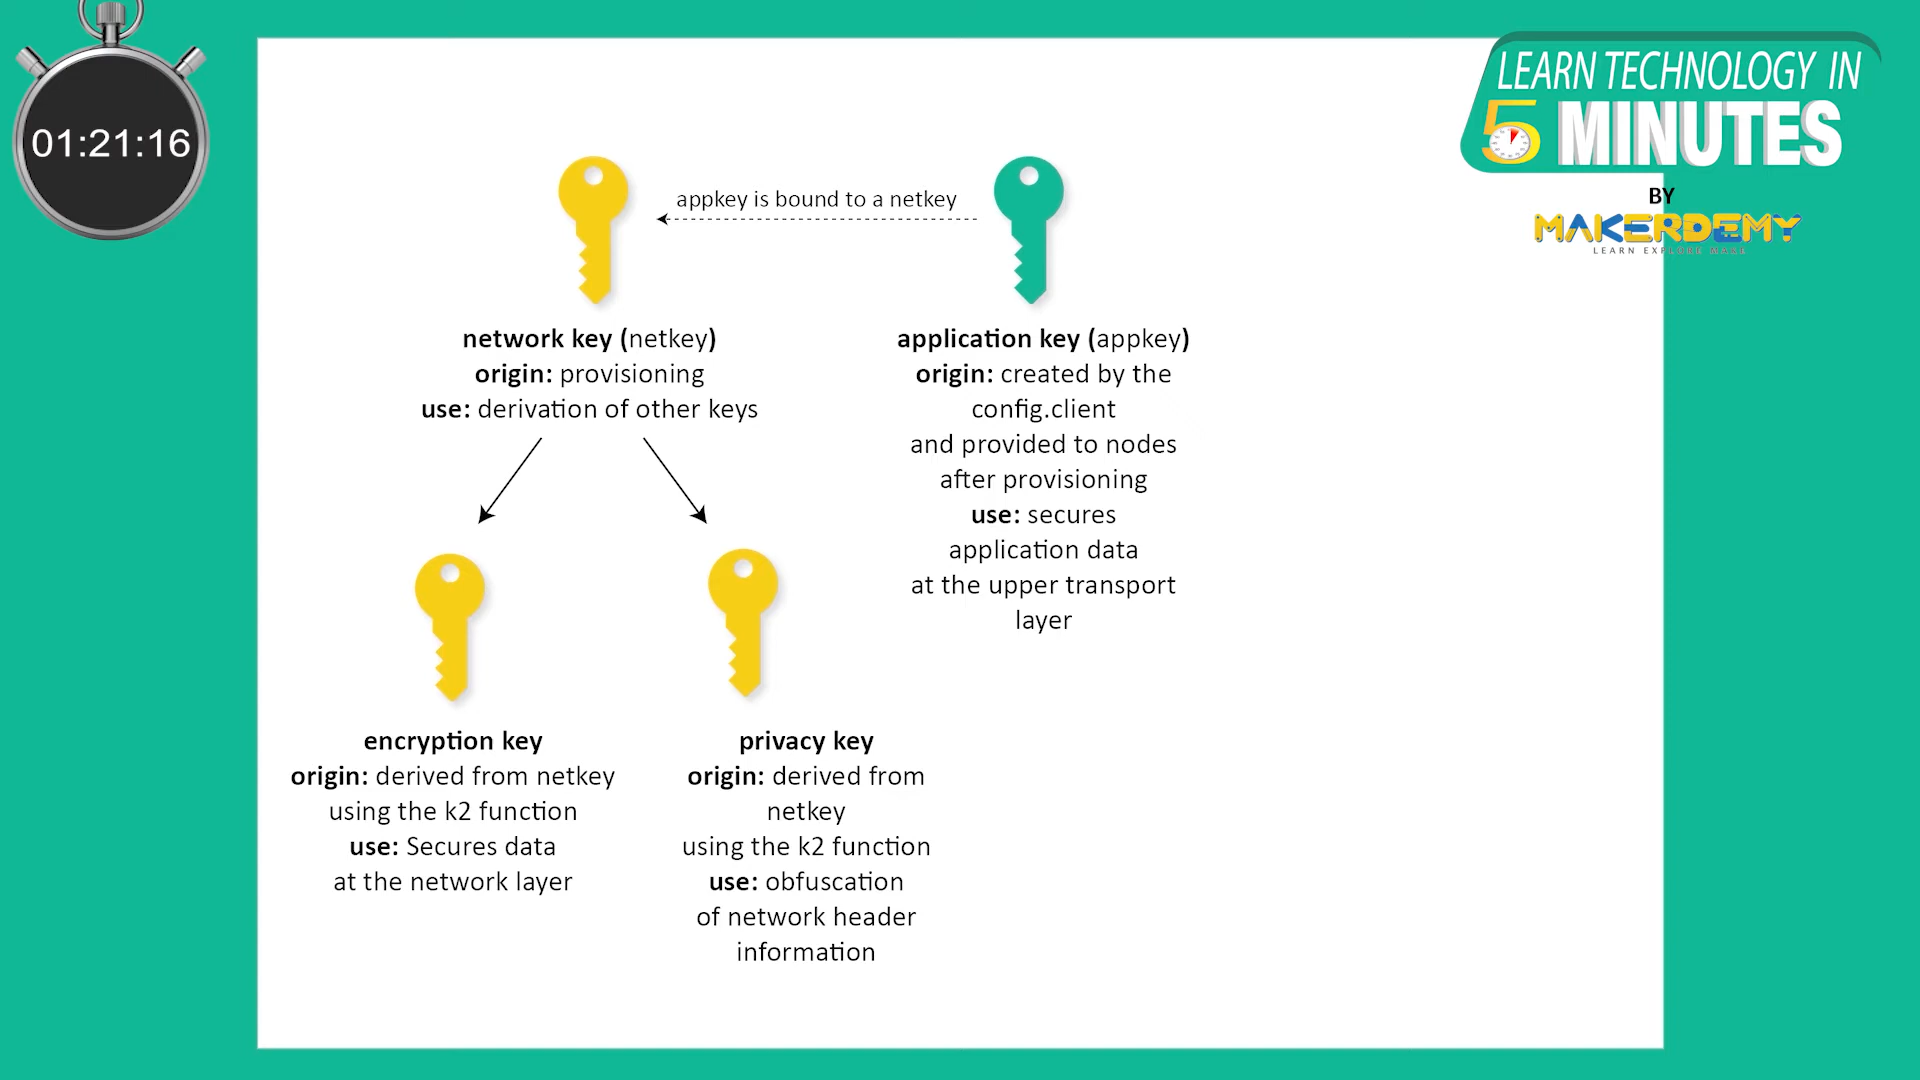 01:21:16
LEARN TECHNOLOGY IN
5 MINUTES
BY
MAKERDEMY
LEARN EXPLORE MAKE
appkey is bound to a netkey
network key (netkey)
origin: provisioning
use: derivation of other keys
application key (appkey)
origin: created by the
config.client
and provided to nodes
after provisioning
use: secures
application data
at the upper transport
layer
encryption key
origin: derived from netkey
using the k2 function
use: Secures data
at the network layer
privacy key
origin: derived from
netkey
using the k2 function
use: obfuscation
of network header
information